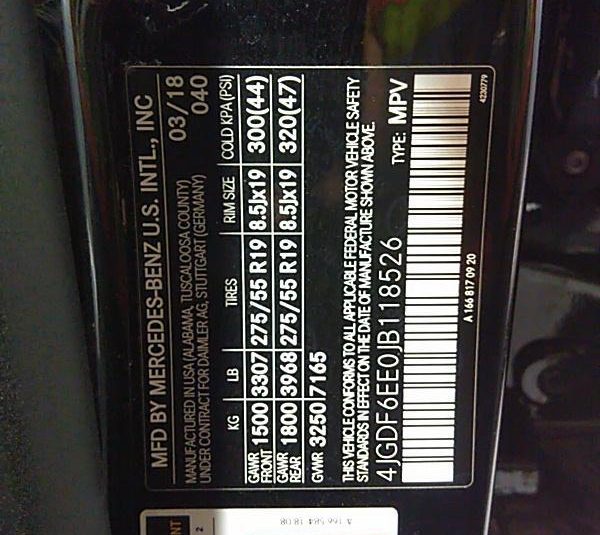 MFD BY MERCEDES-BENZ U.S. INTL., INC 03/18
MANUFACTURED IN USA (ALABAMA, TUSCALOOSA COUNTY) 040
UNDER CONTRACT FOR DAIMLER AG, STUTTGART (GERMANY)
KG LB TIRES RIM SIZE COLD KPA (PSI)
GAWR FRONT 1500 3307 275/55 R19 8.5Jx19 300(44)
GAWR REAR 1800 3968 275/55 R19 8.5Jx19 320(47)
GVWR 3250 7165
THIS VEHICLE CONFORMS TO ALL APPLICABLE FEDERAL MOTOR VEHICLE SAFETY
STANDARDS IN EFFECT ON THE DATE OF MANUFACTURE SHOWN ABOVE.
4JGDF6EE0JB118526 TYPE: MPV
A 166 817 09 20 4230779
A 166 584 18 08
NT
2